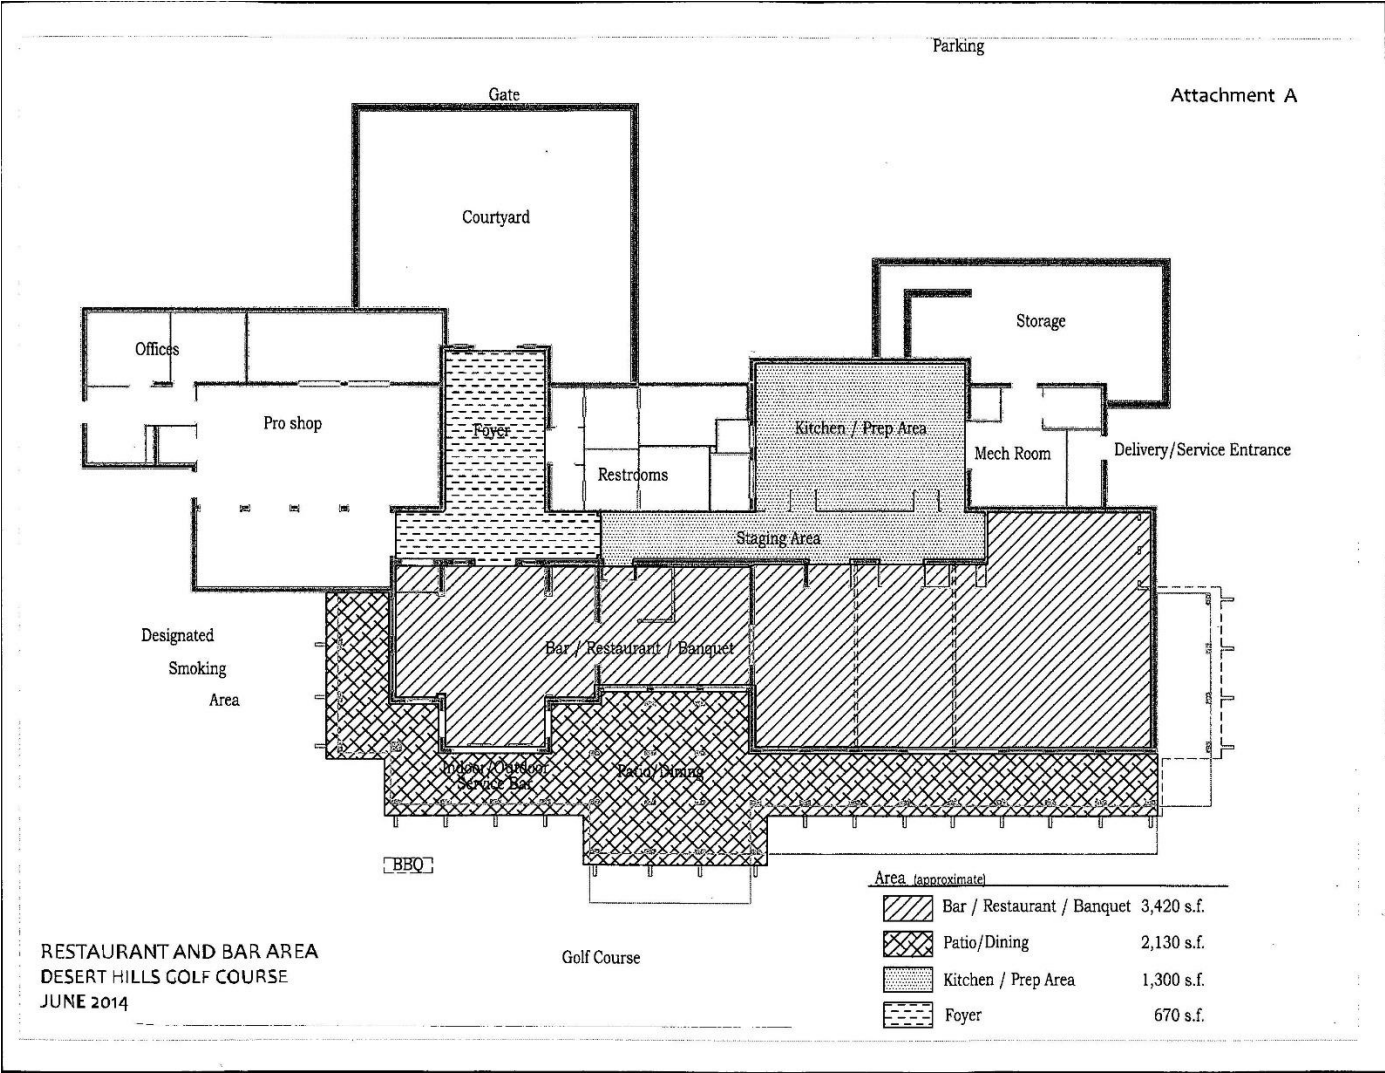 Parking
Attachment A
Gate
Courtyard
Storage
Offices
Pro shop
Foyer
Kitchen / Prep Area
Restrooms
Mech Room
Delivery/Service Entrance
Staging Area
Designated
Smoking
Area
Bar / Restaurant / Banquet
Indoor/Outdoor
Service Bar
Patio/Dining
BBQ
Golf Course
Area (approximate)
Bar / Restaurant / Banquet 3,420 s.f.
Patio/Dining 2,130 s.f.
Kitchen / Prep Area 1,300 s.f.
Foyer 670 s.f.
RESTAURANT AND BAR AREA
DESERT HILLS GOLF COURSE
JUNE 2014